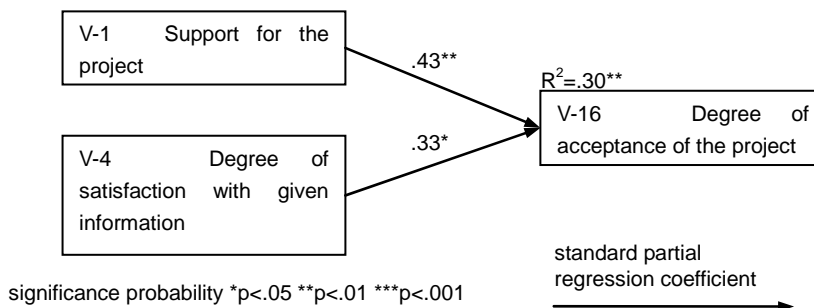 V-1 Support for the
project
.43**
R²=.30**
V-16 Degree of
acceptance of the project
.33*
V-4 Degree of
satisfaction with given
information
standard partial
regression coefficient
significance probability *p<.05 **p<.01 ***p<.001